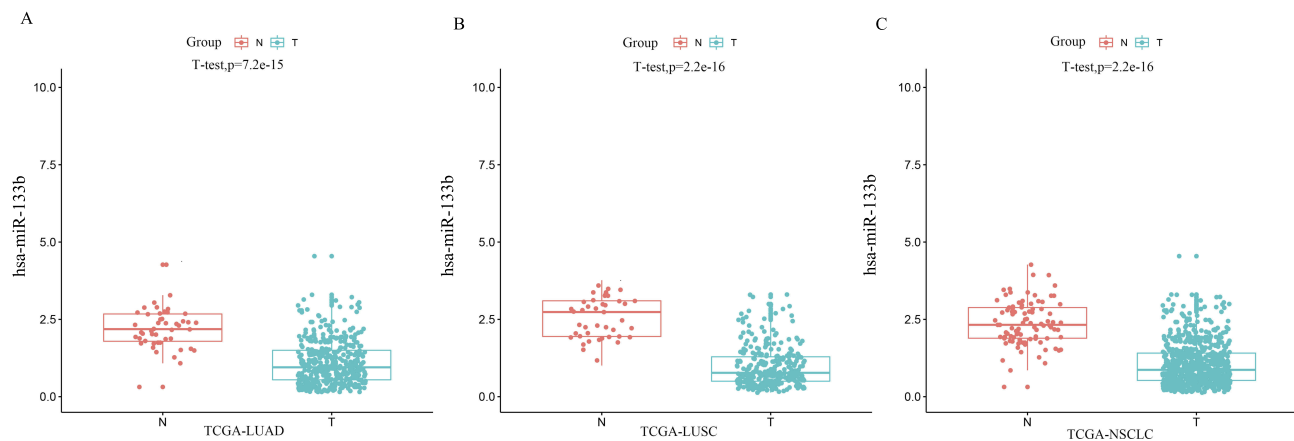 A
Group N T
T-test,p=7.2e-15
10.0
7.5
5.0
2.5
0.0
hsa-miR-133b
N T
TCGA-LUAD
B
Group N T
T-test,p=2.2e-16
10.0
7.5
5.0
2.5
0.0
hsa-miR-133b
N T
TCGA-LUSC
C
Group N T
T-test,p=2.2e-16
10.0
7.5
5.0
2.5
0.0
hsa-miR-133b
N T
TCGA-NSCLC